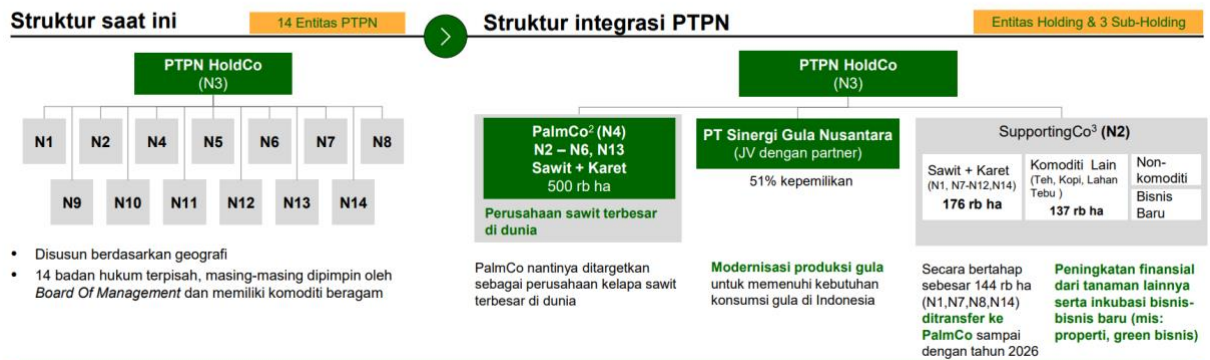 Struktur saat ini
14 Entitas PTPN
PTPN HoldCo
(N3)
N1
N2
N4
N5
N6
N7
N8
N9
N10
N11
N12
N13
N14
• Disusun berdasarkan geografi
• 14 badan hukum terpisah, masing-masing dipimpin oleh
Board Of Management dan memiliki komoditi beragam
Struktur integrasi PTPN
Entitas Holding & 3 Sub-Holding
PTPN HoldCo
(N3)
PalmCo² (N4)
N2 – N6, N13
Sawit + Karet
500 rb ha
Perusahaan sawit terbesar
di dunia
PalmCo nantinya ditargetkan
sebagai perusahaan kelapa sawit
terbesar di dunia
PT Sinergi Gula Nusantara
(JV dengan partner)
51% kepemilikan
Modernisasi produksi gula
untuk memenuhi kebutuhan
konsumsi gula di Indonesia
SupportingCo³ (N2)
Sawit + Karet
(N1, N7-N12,N14)
176 rb ha
Komoditi Lain
(Teh, Kopi, Lahan
Tebu )
137 rb ha
Non-
komoditi
Bisnis
Baru
Secara bertahap
sebesar 144 rb ha
(N1,N7,N8,N14)
ditransfer ke
PalmCo sampai
dengan tahun 2026
Peningkatan finansial
dari tanaman lainnya
serta inkubasi bisnis-
bisnis baru (mis:
properti, green bisnis)